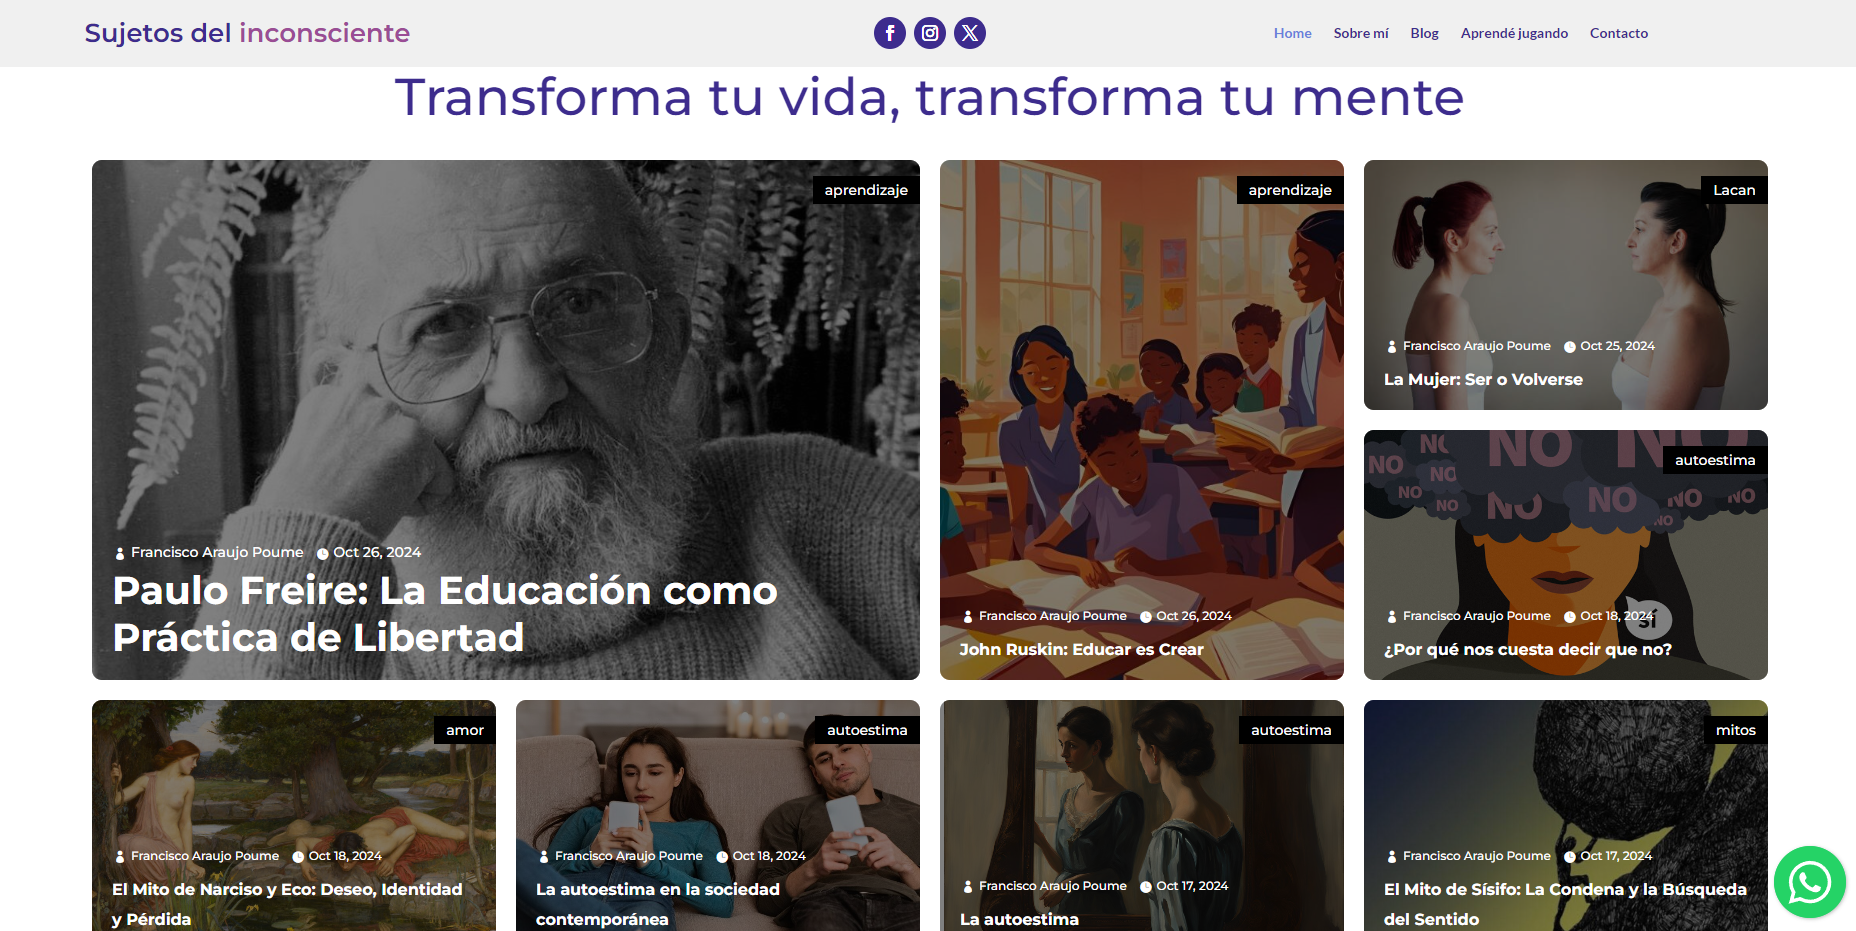 Sujetos del inconsciente
Home Sobre mí Blog Aprendé jugando Contacto
Transforma tu vida, transforma tu mente
aprendizaje
Francisco Araujo Poume Oct 26, 2024
Paulo Freire: La Educación como
Práctica de Libertad
aprendizaje
Francisco Araujo Poume Oct 26, 2024
John Ruskin: Educar es Crear
Lacan
Francisco Araujo Poume Oct 25, 2024
La Mujer: Ser o Volverse
NO NO NO
NO NO NO NO NO
NO NO NO NO
autoestima
SÍ
Francisco Araujo Poume Oct 18, 2024
¿Por qué nos cuesta decir que no?
amor
Francisco Araujo Poume Oct 18, 2024
El Mito de Narciso y Eco: Deseo, Identidad
y Pérdida
autoestima
Francisco Araujo Poume Oct 18, 2024
La autoestima en la sociedad
contemporánea
autoestima
Francisco Araujo Poume Oct 17, 2024
La autoestima
mitos
Francisco Araujo Poume Oct 17, 2024
El Mito de Sísifo: La Condena y la Búsqueda
del Sentido